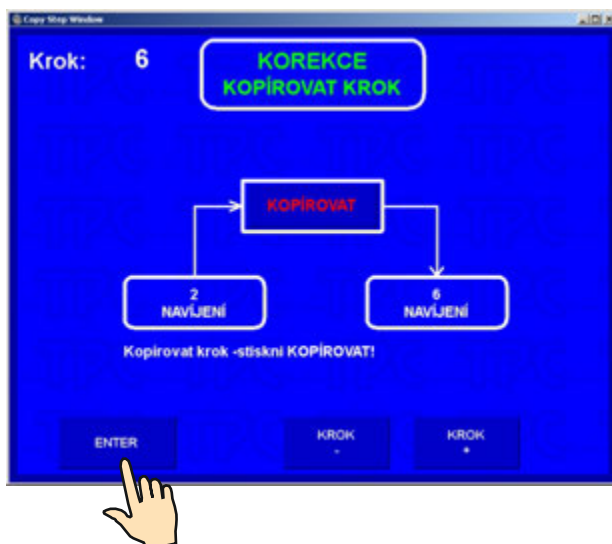 Copy Step Window
Krok: 6
KOREKCE
KOPÍROVAT KROK
KOPÍROVAT
2
NAVÍJENÍ
6
NAVÍJENÍ
Kopírovat krok -stiskni KOPÍROVAT!
ENTER
KROK
-
KROK
+